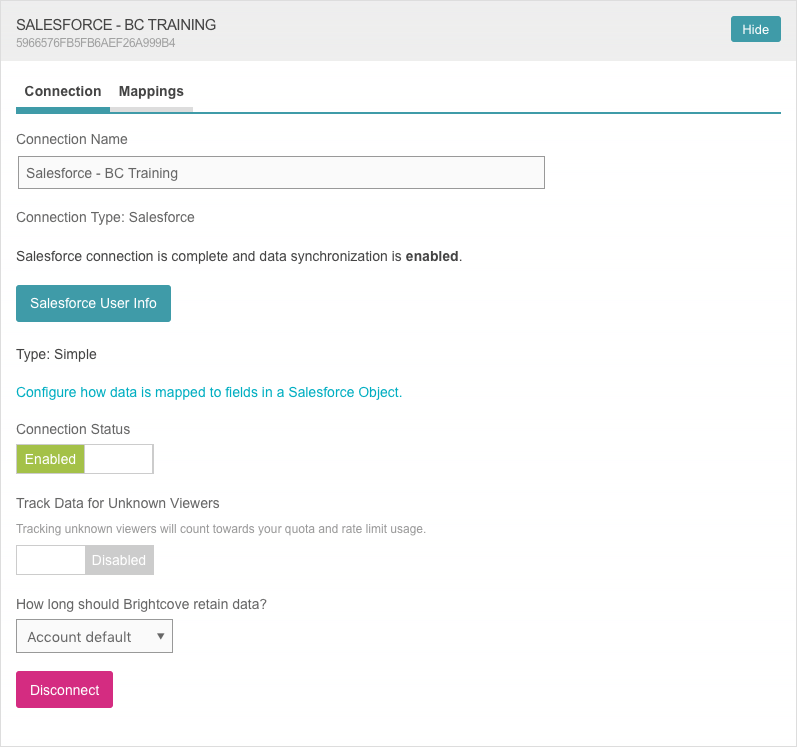 SALESFORCE - BC TRAINING
5966576FB5FB6AEF26A999B4
Hide
Connection Mappings
Connection Name
Salesforce - BC Training
Connection Type: Salesforce
Salesforce connection is complete and data synchronization is enabled.
Salesforce User Info
Type: Simple
Configure how data is mapped to fields in a Salesforce Object.
Connection Status
Enabled
Track Data for Unknown Viewers
Tracking unknown viewers will count towards your quota and rate limit usage.
Disabled
How long should Brightcove retain data?
Account default
Disconnect